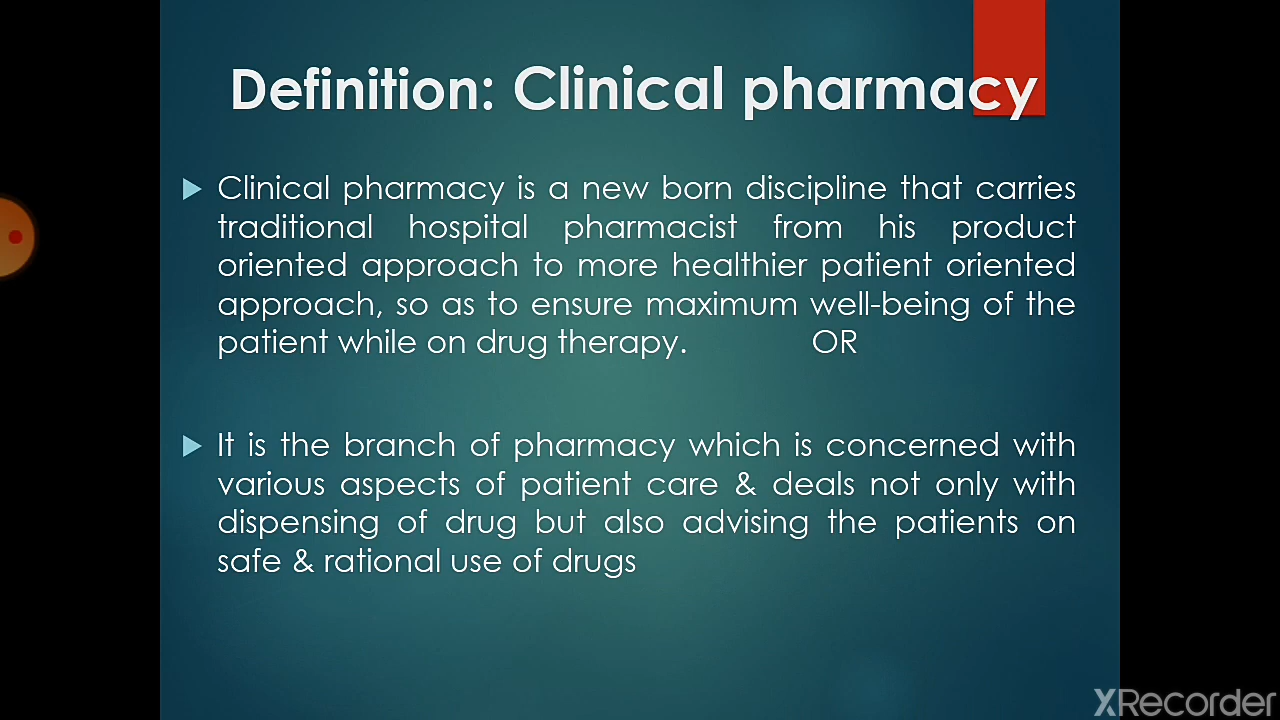 Definition: Clinical pharmacy
Clinical pharmacy is a new born discipline that carries
traditional hospital pharmacist from his product
oriented approach to more healthier patient oriented
approach, so as to ensure maximum well-being of the
patient while on drug therapy. OR
It is the branch of pharmacy which is concerned with
various aspects of patient care & deals not only with
dispensing of drug but also advising the patients on
safe & rational use of drugs
XRecorder